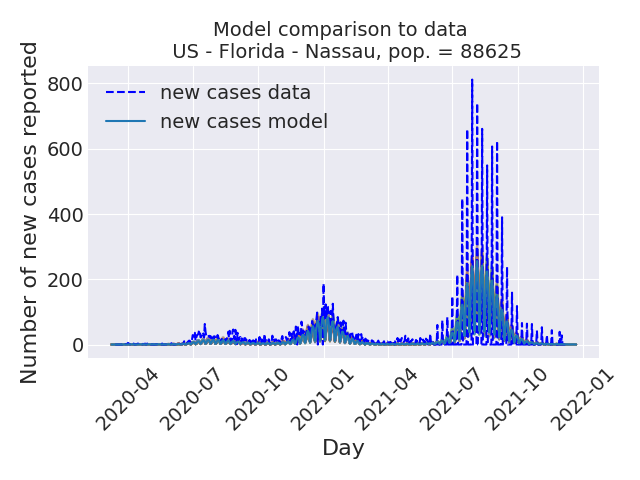 Model comparison to data
US - Florida - Nassau, pop. = 88625
new cases data
new cases model
Number of new cases reported
800
600
400
200
0
2020-04
2020-07
2020-10
2021-01
2021-04
2021-07
2021-10
2022-01
Day